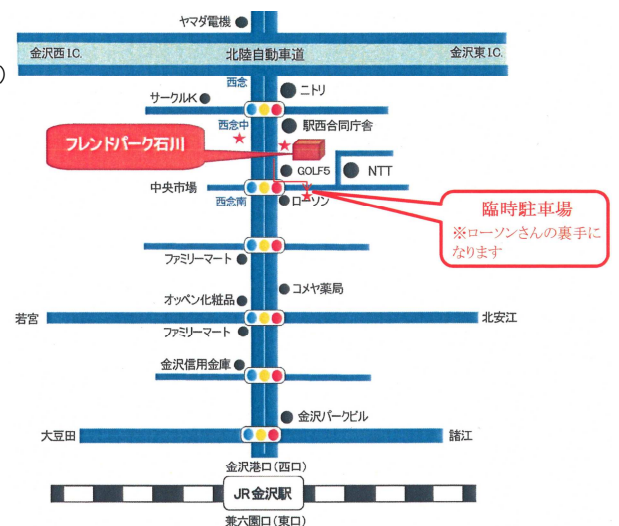 ヤマダ電機
金沢西IC.
北陸自動車道
金沢東IC.
)
西念
ニトリ
サークルK
西念中
駅西合同庁舎
フレンドパーク石川
GOLF5
NTT
中央市場
西念南
ローソン
臨時駐車場
※ローソンさんの裏手に
なります
ファミリーマート
コメヤ薬局
オッペン化粧品
若宮
北安江
ファミリーマート
金沢信用金庫
金沢パークビル
大豆田
諸江
金沢港口(西口)
JR金沢駅
兼六園口(東口)